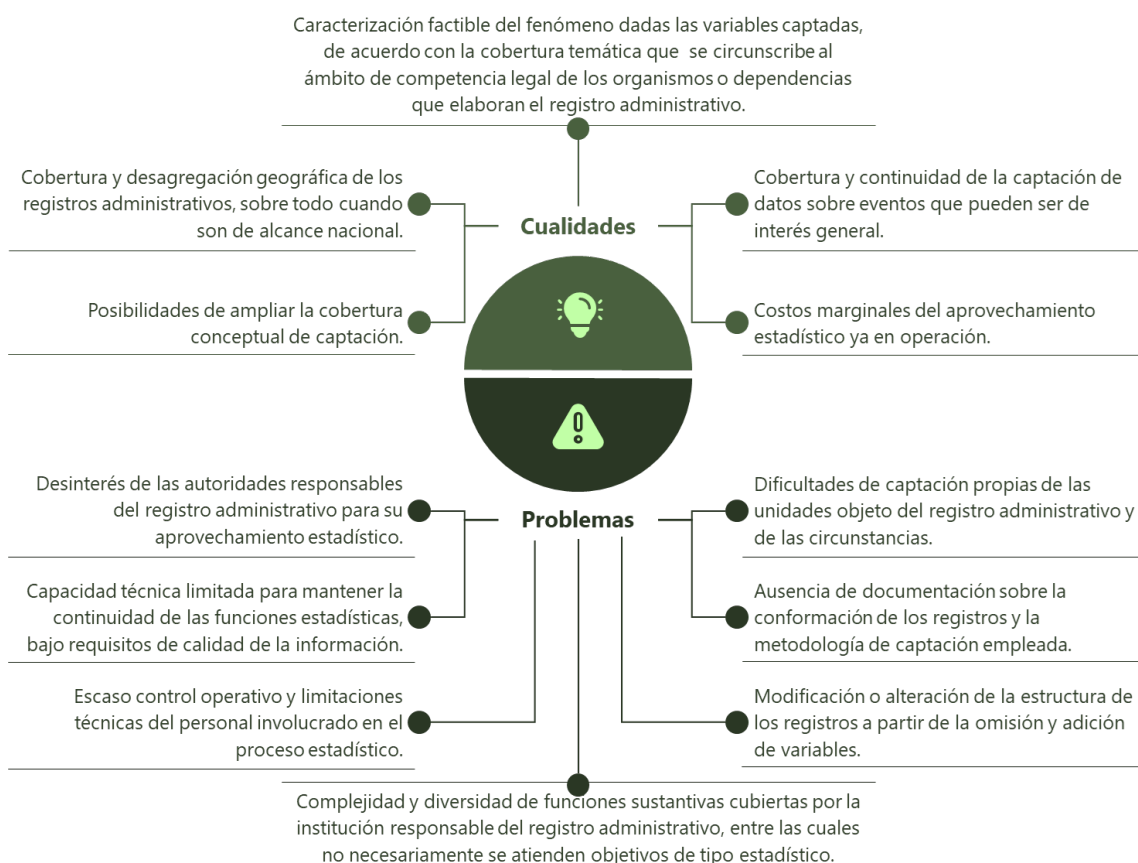 Caracterización factible del fenómeno dadas las variables captadas,
de acuerdo con la cobertura temática que se circunscribe al
ámbito de competencia legal de los organismos o dependencias
que elaboran el registro administrativo.
Cobertura y desagregación geográfica de los
registros administrativos, sobre todo cuando
son de alcance nacional.
Cobertura y continuidad de la captación de
datos sobre eventos que pueden ser de
interés general.
Cualidades
Posibilidades de ampliar la cobertura
conceptual de captación.
Costos marginales del aprovechamiento
estadístico ya en operación.
Desinterés de las autoridades responsables
del registro administrativo para su
aprovechamiento estadístico.
Dificultades de captación propias de las
unidades objeto del registro administrativo y
de las circunstancias.
Problemas
Capacidad técnica limitada para mantener la
continuidad de las funciones estadísticas,
bajo requisitos de calidad de la información.
Ausencia de documentación sobre la
conformación de los registros y la
metodología de captación empleada.
Escaso control operativo y limitaciones
técnicas del personal involucrado en el
proceso estadístico.
Modificación o alteración de la estructura de
los registros a partir de la omisión y adición
de variables.
Complejidad y diversidad de funciones sustantivas cubiertas por la
institución responsable del registro administrativo, entre las cuales
no necesariamente se atienden objetivos de tipo estadístico.